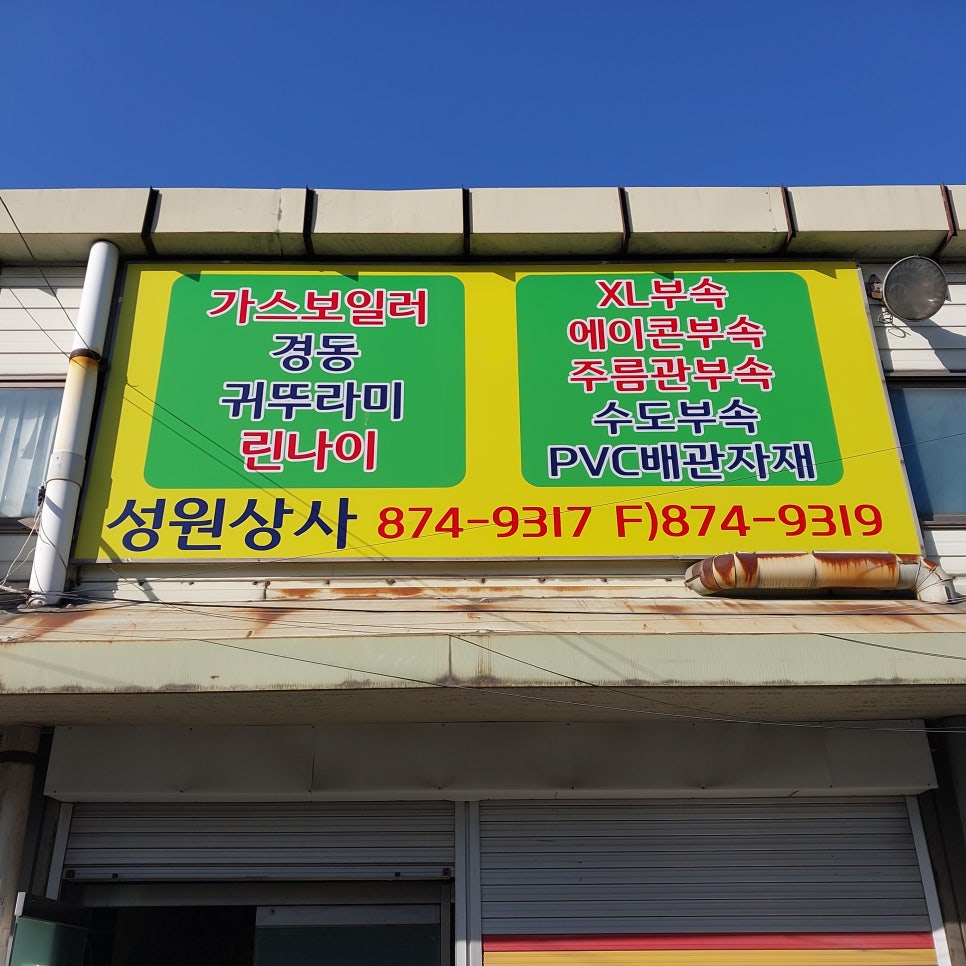 가스보일러
경동
귀뚜라미
린나이
XL부속
에이콘부속
주름관부속
수도부속
PVC배관자재
성원상사 874-9317 F)874-9319